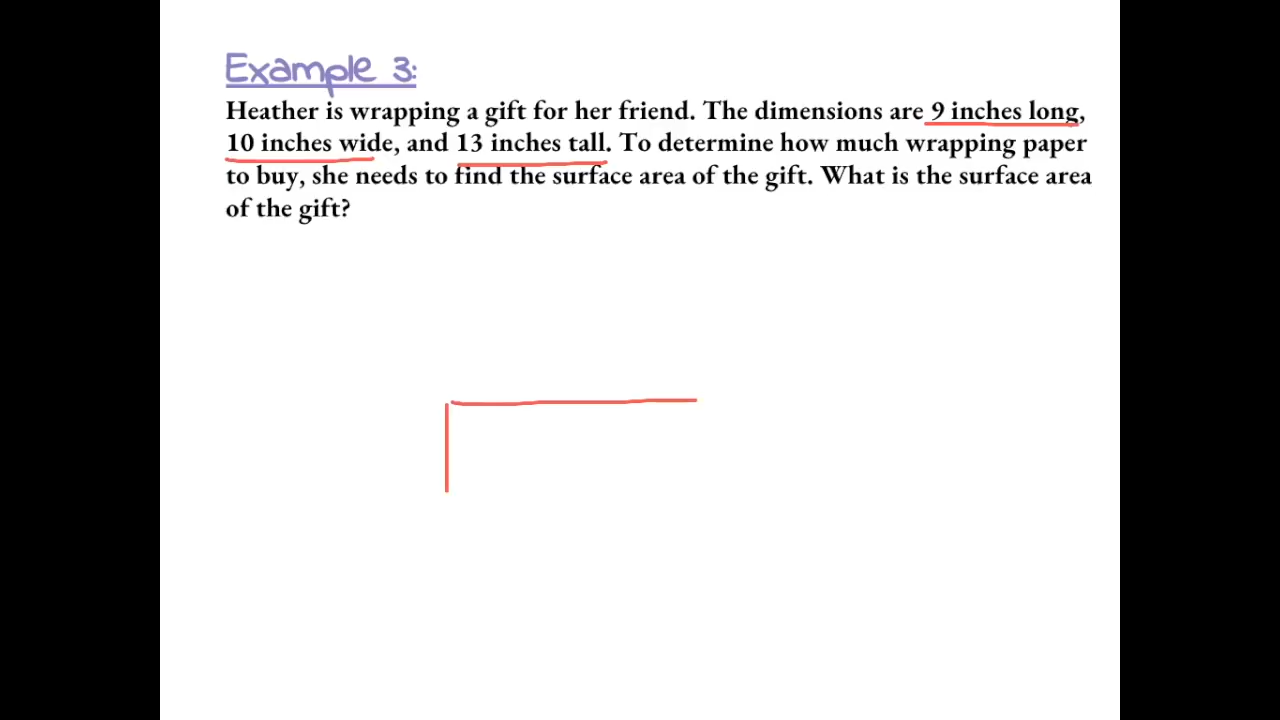 Example 3:
Heather is wrapping a gift for her friend. The dimensions are 9 inches long,
10 inches wide, and 13 inches tall. To determine how much wrapping paper
to buy, she needs to find the surface area of the gift. What is the surface area
of the gift?